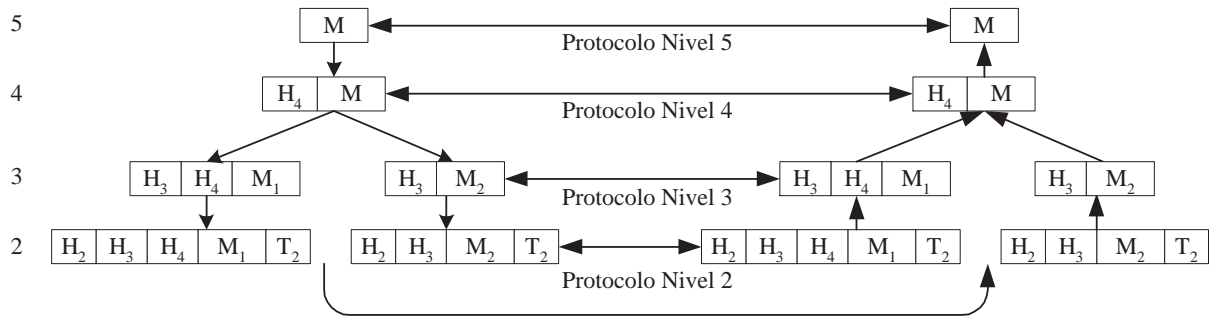 5 M M
Protocolo Nivel 5
4 H₄ M H₄ M
Protocolo Nivel 4
3 H₃ H₄ M₁ H₃ M₂ H₃ H₄ M₁ H₃ M₂
Protocolo Nivel 3
2 H₂ H₃ H₄ M₁ T₂ H₂ H₃ M₂ T₂ H₂ H₃ H₄ M₁ T₂ H₂ H₃ M₂ T₂
Protocolo Nivel 2